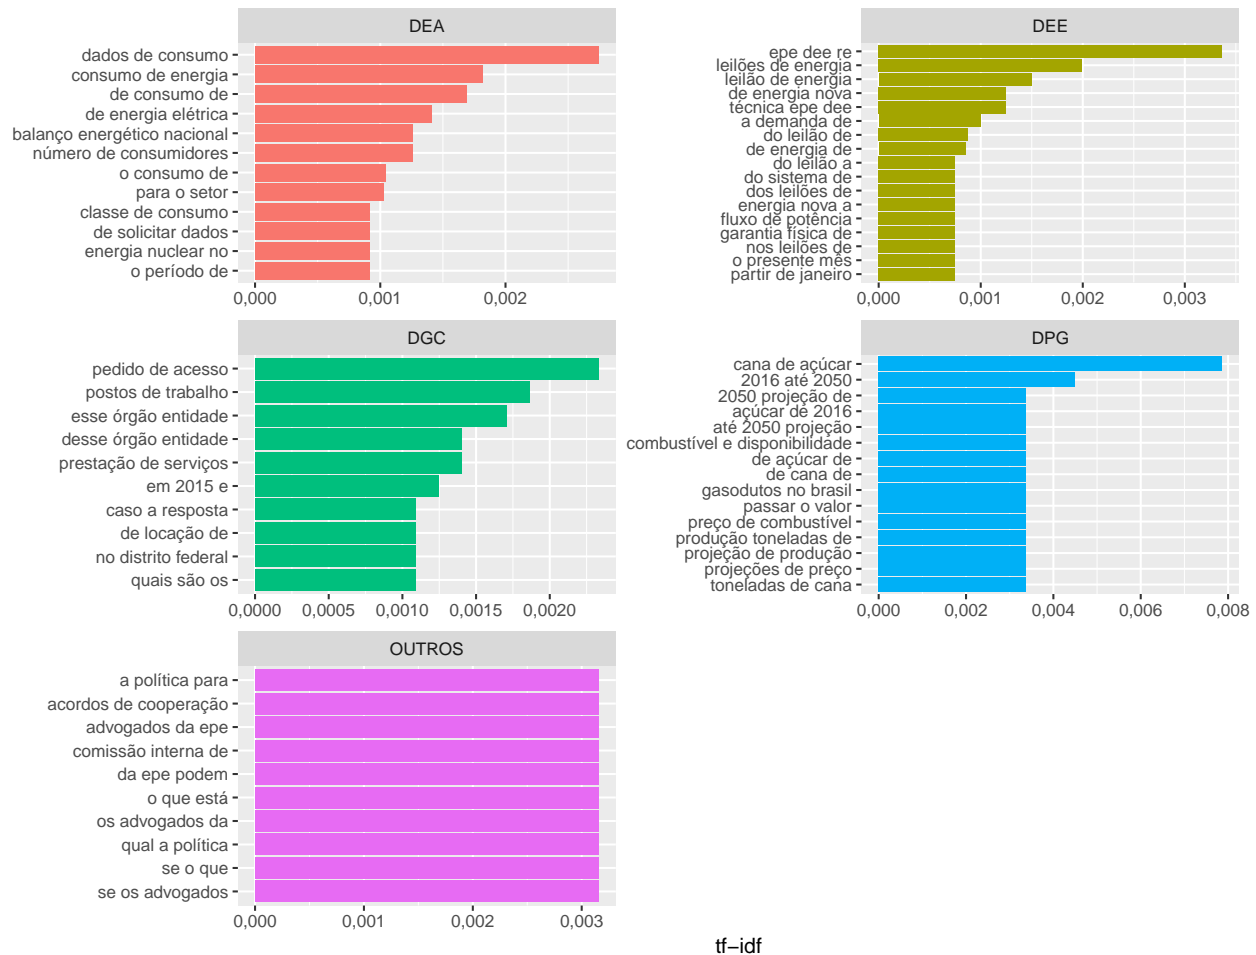 DEA
dados de consumo
consumo de energia
de consumo de
de energia elétrica
balanço energético nacional
número de consumidores
o consumo de
para o setor
classe de consumo
de solicitar dados
energia nuclear no
o período de
0,000 0,001 0,002
DEE
epe dee re
leilões de energia
leilão de energia
de energia nova
técnica epe dee
a demanda de
do leilão de
de energia de
do leilão a
do sistema de
dos leilões de
energia nova a
fluxo de potência
garantia física de
nos leilões de
o presente mês
partir de janeiro
0,000 0,001 0,002 0,003
DGC
pedido de acesso
postos de trabalho
esse órgão entidade
desse órgão entidade
prestação de serviços
em 2015 e
caso a resposta
de locação de
no distrito federal
quais são os
0,0000 0,0005 0,0010 0,0015 0,0020
DPG
cana de açúcar
2016 até 2050
2050 projeção de
açúcar de 2016
até 2050 projeção
combustível e disponibilidade
de açúcar de
de cana de
gasodutos no brasil
passar o valor
preço de combustível
produção toneladas de
projeção de produção
projeções de preço
toneladas de cana
0,000 0,002 0,004 0,006 0,008
OUTROS
a política para
acordos de cooperação
advogados da epe
comissão interna de
da epe podem
o que está
os advogados da
qual a política
se o que
se os advogados
0,000 0,001 0,002 0,003
tf−idf